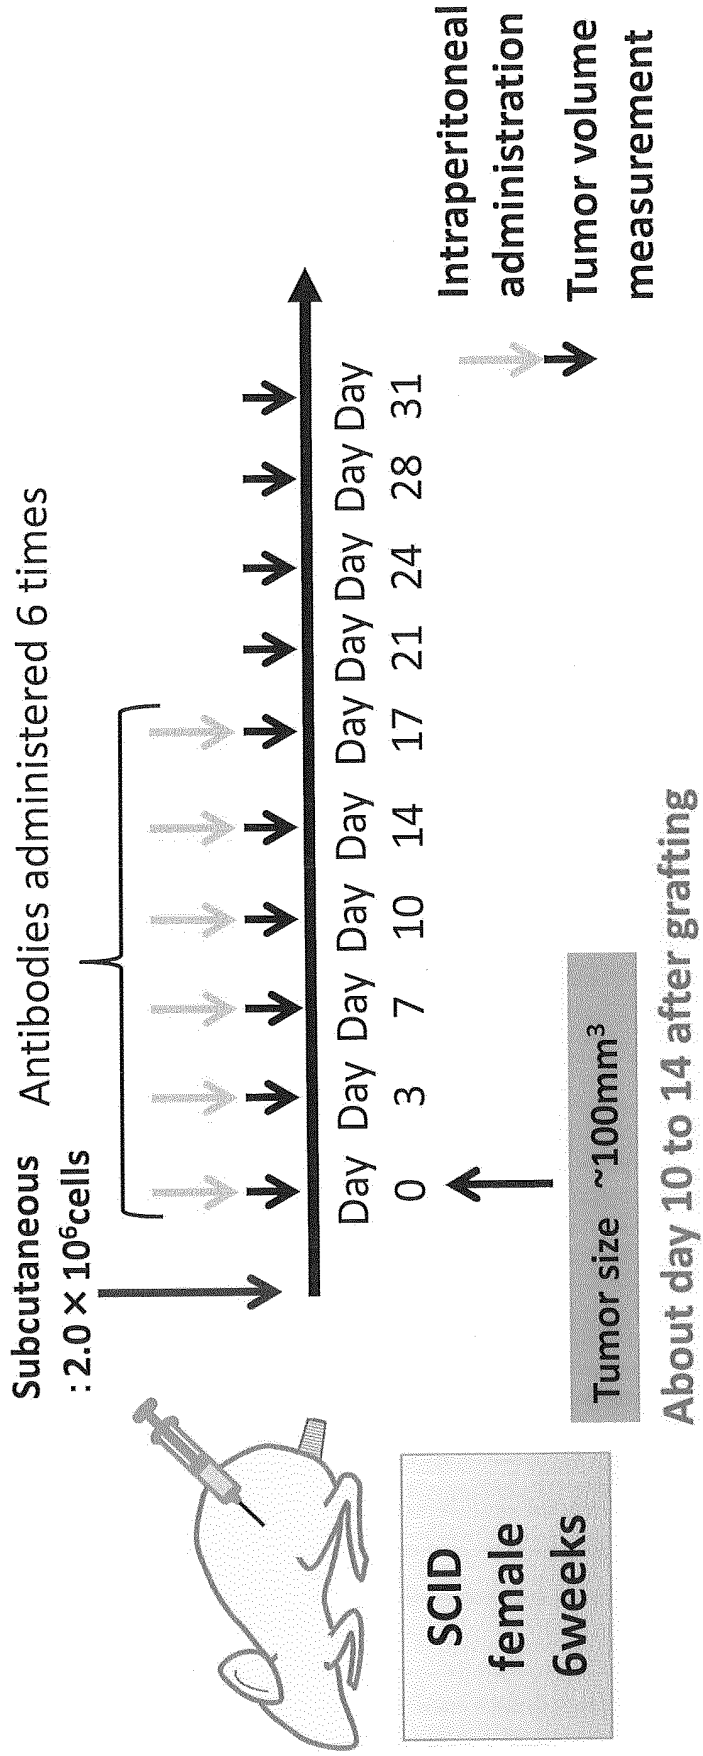 Subcutaneous
: 2.0×10⁶cells
Antibodies administered 6 times
Day Day Day Day Day Day Day Day Day Day
0 3 7 10 14 17 21 24 28 31
Intraperitoneal
administration
Tumor volume
measurement
SCID
female
6weeks
Tumor size ~100mm³
About day 10 to 14 after grafting